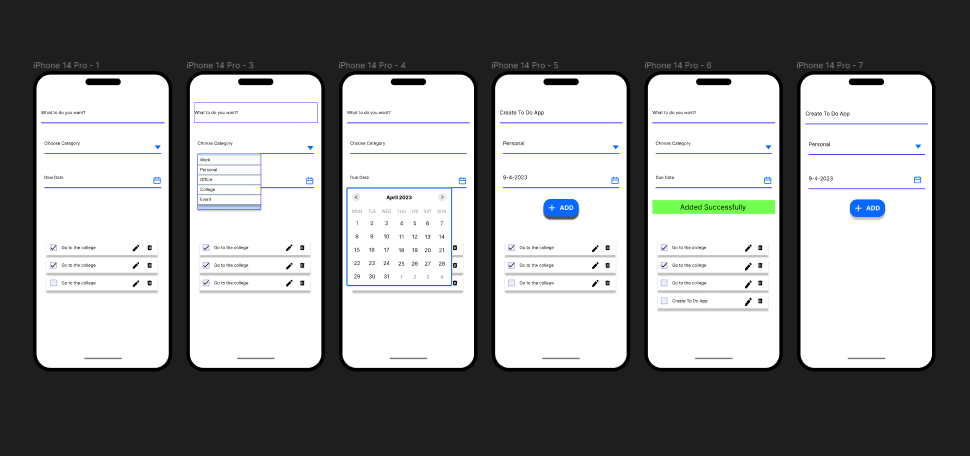 iPhone 14 Pro - 1
What to do you want?
Choose Category
Due Date
Go to the college
Go to the college
Go to the college
iPhone 14 Pro - 3
What to do you want?
Choose Category
Work
Personal
Office
College
Event
Go to the college
Go to the college
Go to the college
iPhone 14 Pro - 4
What to do you want?
Choose Category
Due Date
< April 2023 >
MON TUE WED THU FRI SAT SUN
1 2 3 4 5 6 7
8 9 10 11 12 13 14
15 16 17 18 19 20 21
22 23 24 25 26 27 28
29 30 31 1 2 3 4
iPhone 14 Pro - 5
Create To Do App
Personal
9-4-2023
+ ADD
Go to the college
Go to the college
Go to the college
iPhone 14 Pro - 6
What to do you want?
Choose Category
Due Date
Added Successfully
Go to the college
Go to the college
Go to the college
Create To Do App
iPhone 14 Pro - 7
Create To Do App
Personal
9-4-2023
+ ADD